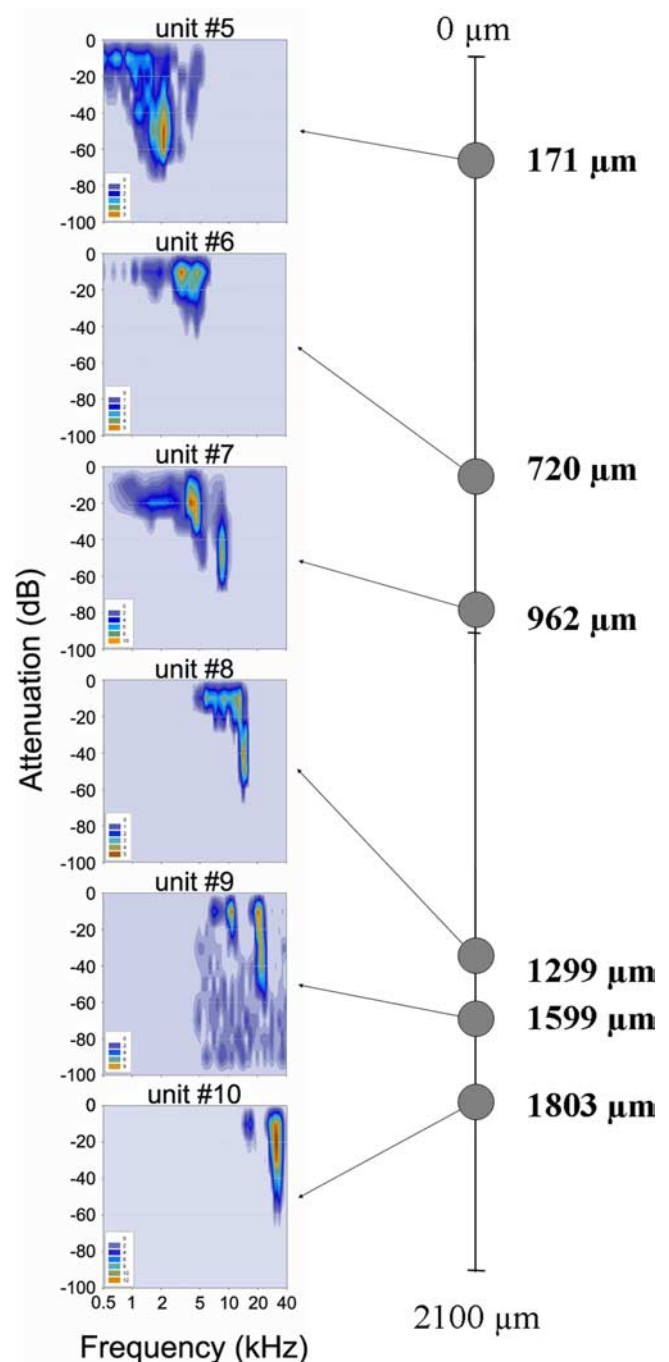 unit #5
0
-20
-40
-60
-80
-100
unit #6
0
-20
-40
-60
-80
-100
unit #7
0
-20
-40
-60
-80
-100
unit #8
0
-20
-40
-60
-80
-100
unit #9
0
-20
-40
-60
-80
-100
unit #10
0
-20
-40
-60
-80
-100
0.5 1 2 5 10 20 40
Attenuation (dB)
Frequency (kHz)
0 µm
171 µm
720 µm
962 µm
1299 µm
1599 µm
1803 µm
2100 µm